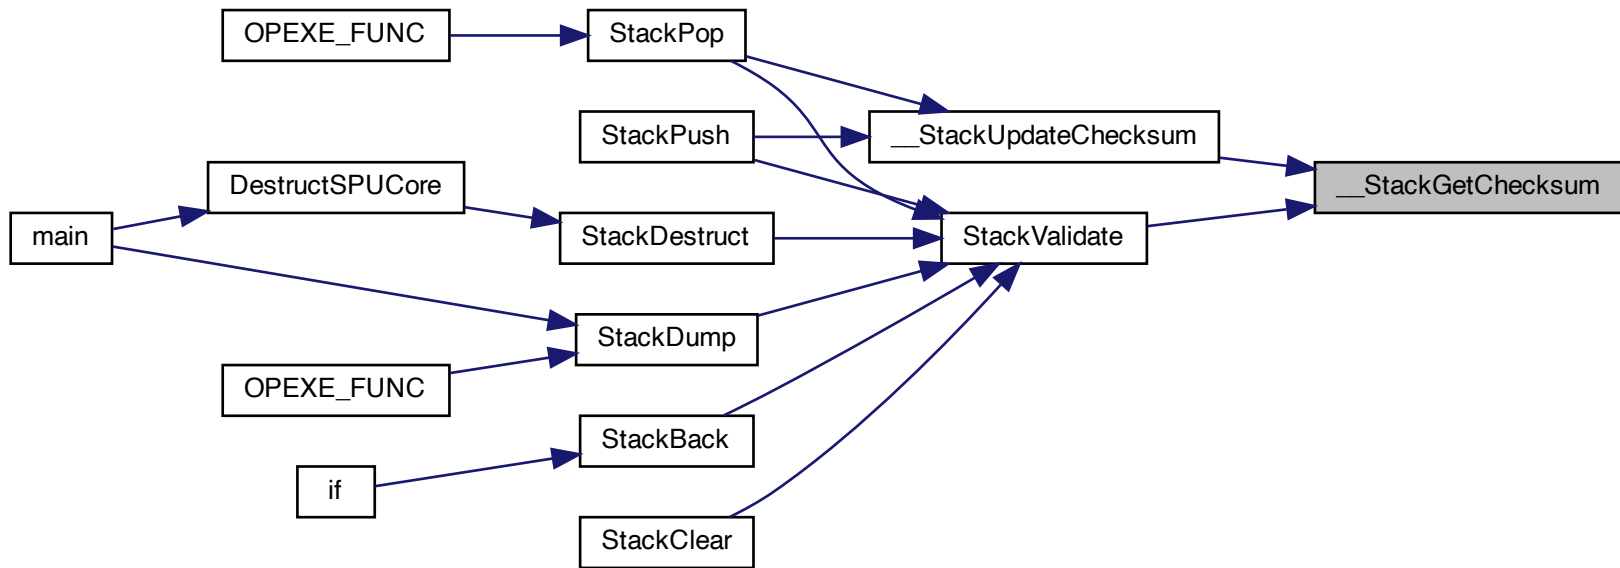 OPEXE_FUNC
StackPop
StackPush
__StackUpdateChecksum
DestructSPUCore
__StackGetChecksum
main
StackDestruct
StackValidate
StackDump
OPEXE_FUNC
StackBack
if
StackClear